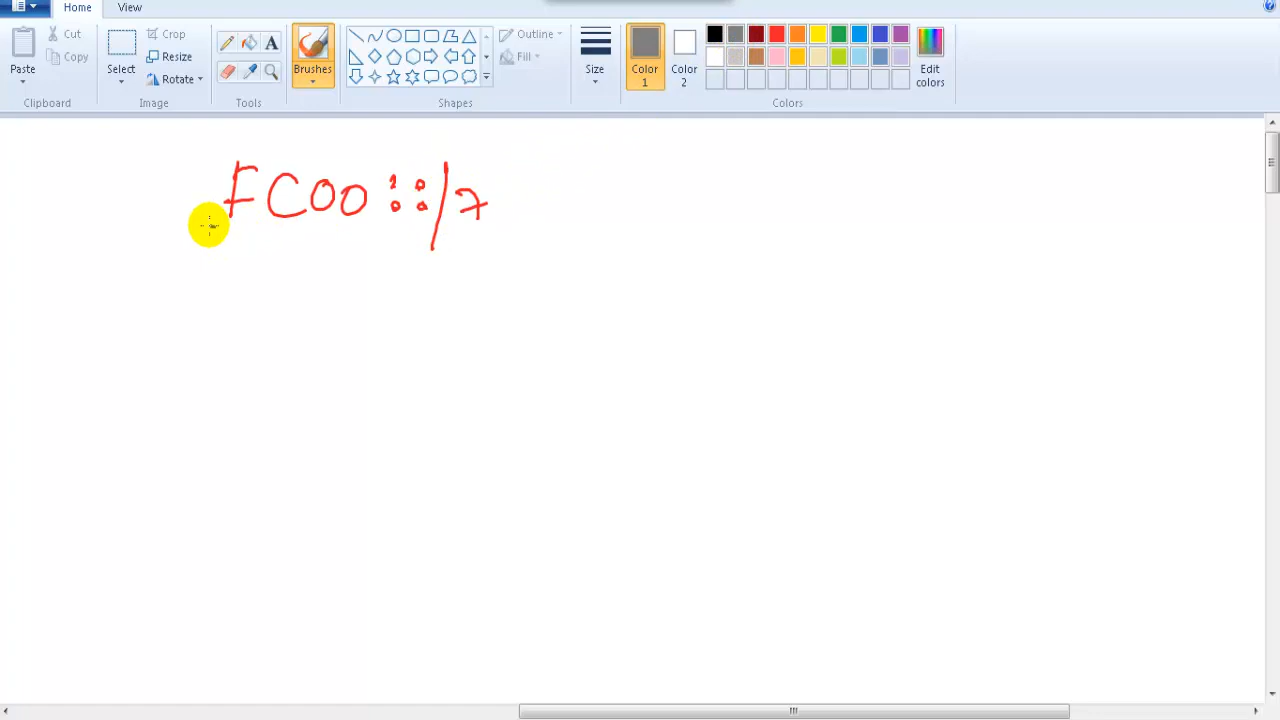 Home
View
Paste
Cut
Copy
Clipboard
Select
Resize
Rotate
Image
A
Tools
Brushes
Outline
Fill
Shapes
Size
Color 1
Color 2
Edit colors
Colors
FC00::/7